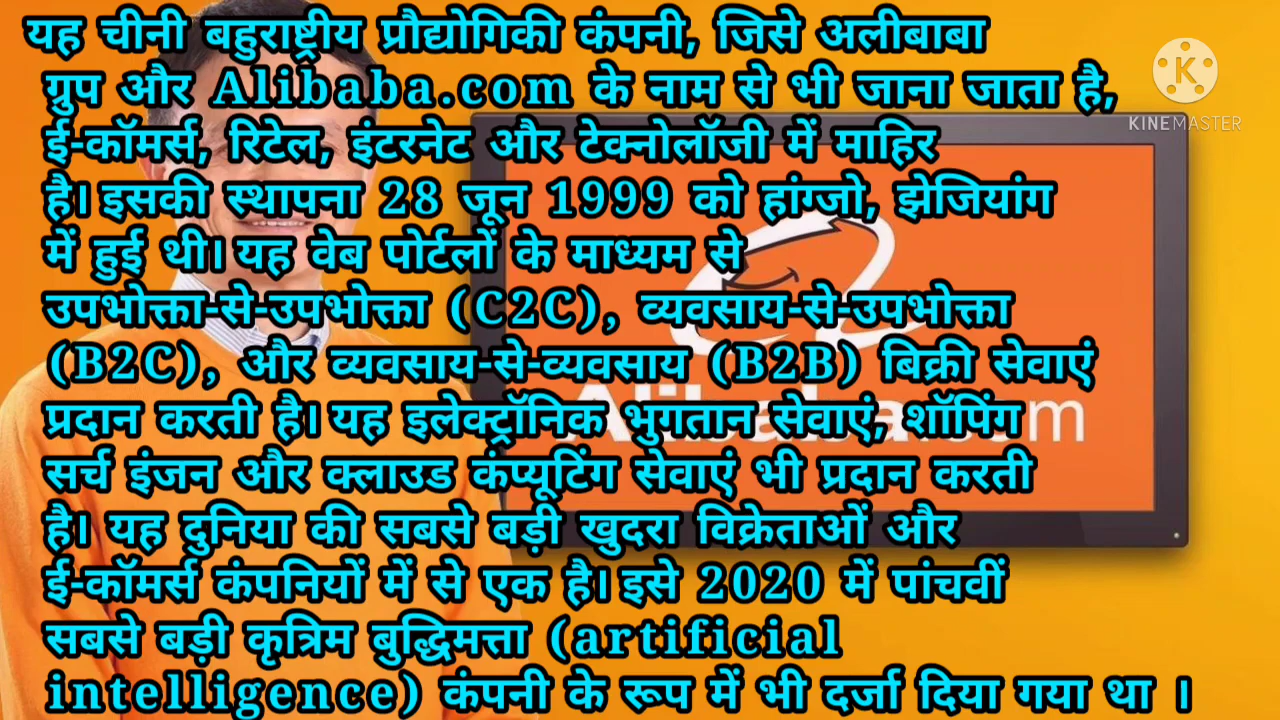 यह चीनी बहुराष्ट्रीय प्रौद्योगिकी कंपनी, जिसे अलीबाबा
ग्रुप और Alibaba.com के नाम से भी जाना जाता है,
KINEMASTER
ई-कॉमर्स, रिटेल, इंटरनेट और टेक्नोलॉजी में माहिर
है। इसकी स्थापना 28 जून 1999 को हांग्जो, झेजियांग
में हुई थी। यह वेब पोर्टलों के माध्यम से
उपभोक्ता-से-उपभोक्ता (C2C), व्यवसाय-से-उपभोक्ता
(B2C), और व्यवसाय-से-व्यवसाय (B2B) बिक्री सेवाएं
प्रदान करती है। यह इलेक्ट्रॉनिक भुगतान सेवाएं, शॉपिंग
Alibaba.com
सर्च इंजन और क्लाउड कंप्यूटिंग सेवाएं भी प्रदान करती
है। यह दुनिया की सबसे बड़ी खुदरा विक्रेताओं और
ई-कॉमर्स कंपनियों में से एक है। इसे 2020 में पांचवीं
सबसे बड़ी कृत्रिम बुद्धिमत्ता (artificial
intelligence) कंपनी के रूप में भी दर्जा दिया गया था ।